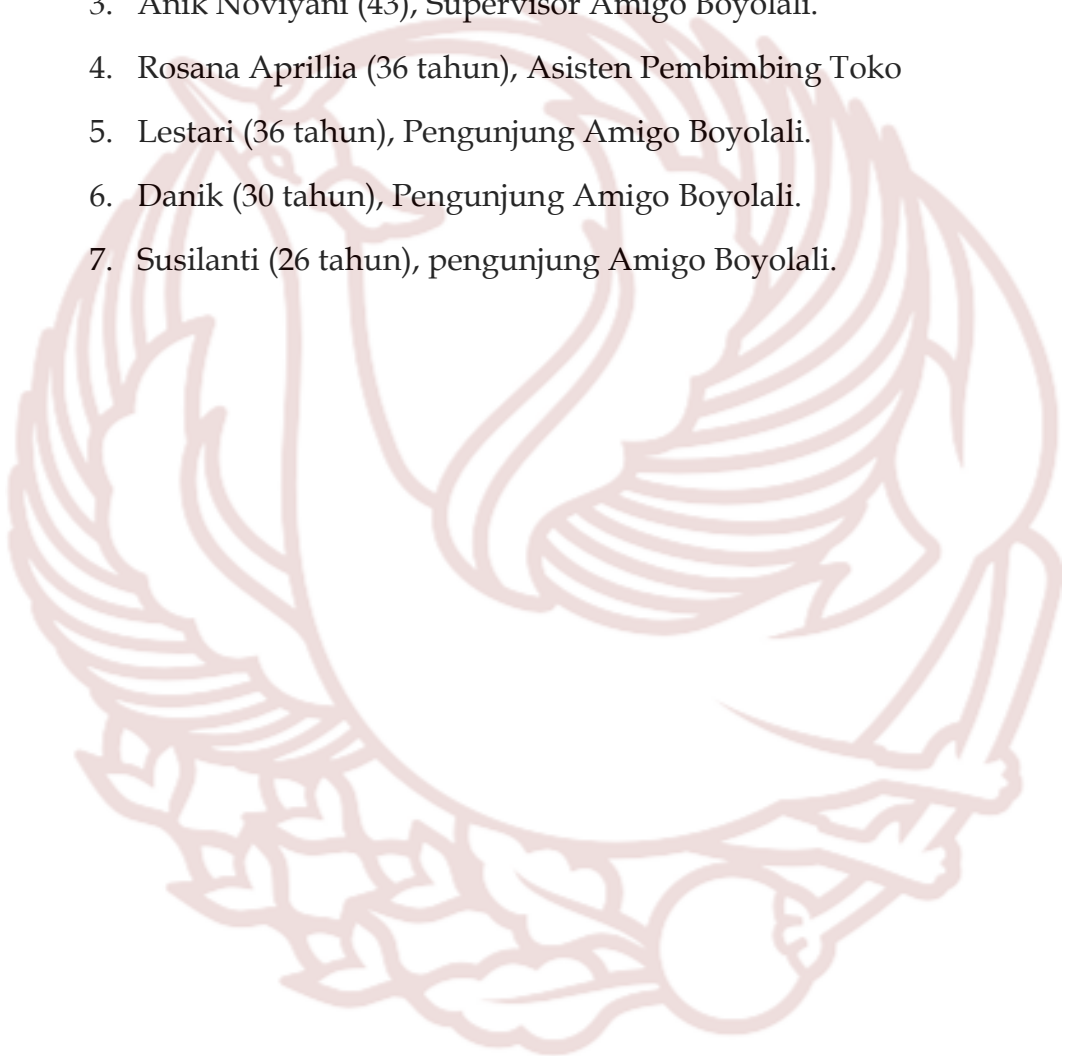 3. Anik Noviyani (43), Supervisor Amigo Boyolali.
4. Rosana Aprillia (36 tahun), Asisten Pembimbing Toko
5. Lestari (36 tahun), Pengunjung Amigo Boyolali.
6. Danik (30 tahun), Pengunjung Amigo Boyolali.
7. Susilanti (26 tahun), pengunjung Amigo Boyolali.